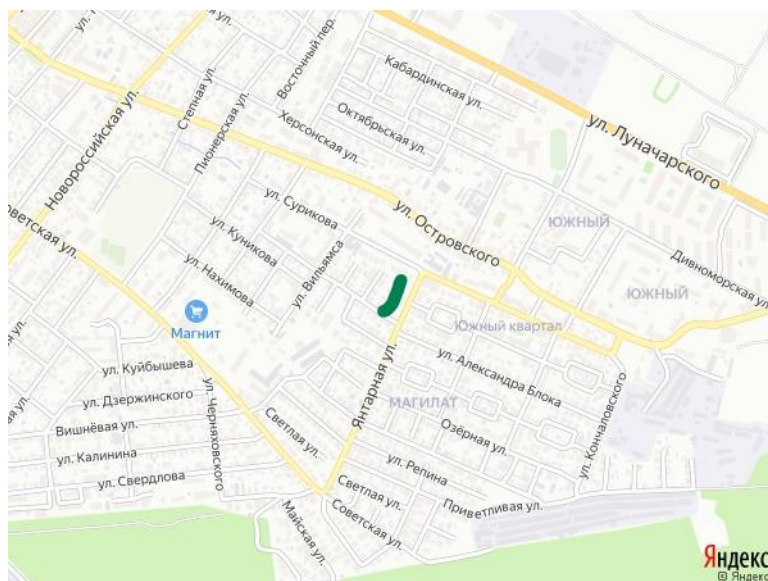 Восточный пер.
Кабардинская ул.
Степная ул.
Новороссийская ул.
Пионерская ул.
Октябрьская ул.
Херсонская ул.
ул. Луначарского
ул. Сурикова
ул. Островского
ЮЖНЫЙ
ул. Куникова
ул. Вильямса
Дивноморская ул.
ул. Нахимова
ЮЖНЫЙ
Магнит
Южный квартал
ул. Куйбышева
ул. Александра Блока
Янтарная ул.
ул. Дзержинского
МАГИЛАТ
ул. Кончаловского
Вишнёвая ул.
ул. Черняховского
Светлая ул.
Озёрная ул.
ул. Калинина
ул. Репина
ул. Свердлова
Светлая ул.
Приветливая ул.
Советская ул.
Майская ул.
Яндекс
© Яндекс